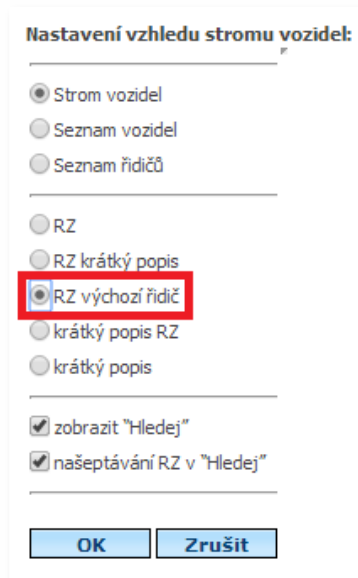 Nastavení vzhledu stromu vozidel:
Strom vozidel
Seznam vozidel
Seznam řidičů
RZ
RZ krátký popis
RZ výchozí řidič
krátký popis RZ
krátký popis
zobrazit "Hledej"
našeptávání RZ v "Hledej"
OK Zrušit